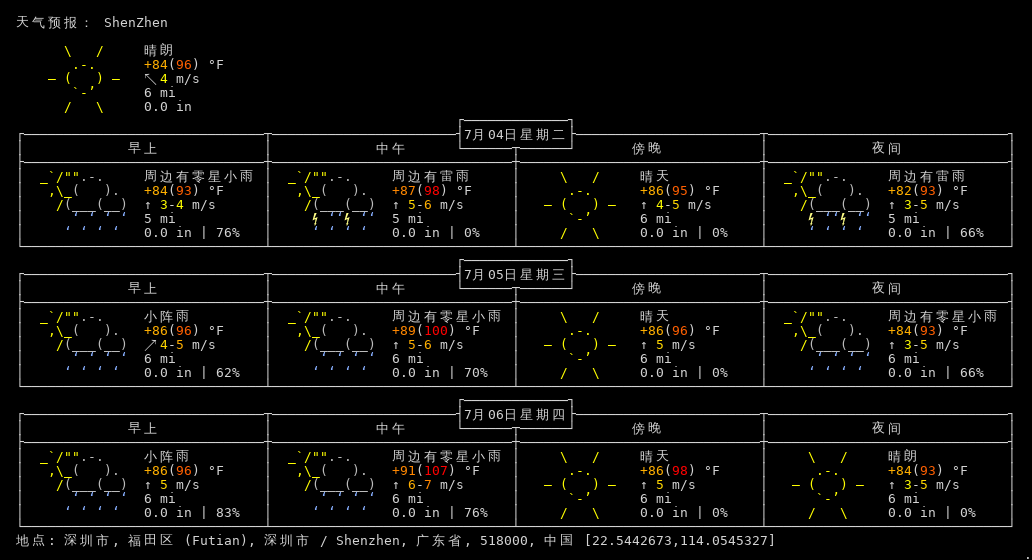 天气预报： ShenZhen
晴朗
+84(96) °F
↖ 4 m/s
6 mi
0.0 in
7月04日星期二
早上 中午 傍晚 夜间
周边有零星小雨 周边有雷雨 晴天 周边有雷雨
+84(93) °F +87(98) °F +86(95) °F +82(93) °F
↑ 3-4 m/s ↑ 5-6 m/s ↑ 4-5 m/s ↑ 3-5 m/s
5 mi 5 mi 6 mi 5 mi
0.0 in | 76% 0.0 in | 0% 0.0 in | 0% 0.0 in | 66%
7月05日星期三
早上 中午 傍晚 夜间
小阵雨 周边有零星小雨 晴天 周边有零星小雨
+86(96) °F +89(100) °F +86(96) °F +84(93) °F
↗ 4-5 m/s ↑ 5-6 m/s ↑ 5 m/s ↑ 3-5 m/s
6 mi 6 mi 6 mi 6 mi
0.0 in | 62% 0.0 in | 70% 0.0 in | 0% 0.0 in | 66%
7月06日星期四
早上 中午 傍晚 夜间
小阵雨 周边有零星小雨 晴天 晴朗
+86(96) °F +91(107) °F +86(98) °F +84(93) °F
↑ 5 m/s ↑ 6-7 m/s ↑ 5 m/s ↑ 3-5 m/s
6 mi 6 mi 6 mi 6 mi
0.0 in | 83% 0.0 in | 76% 0.0 in | 0% 0.0 in | 0%
地点: 深圳市, 福田区 (Futian), 深圳市 / Shenzhen, 广东省, 518000, 中国 [22.5442673,114.0545327]